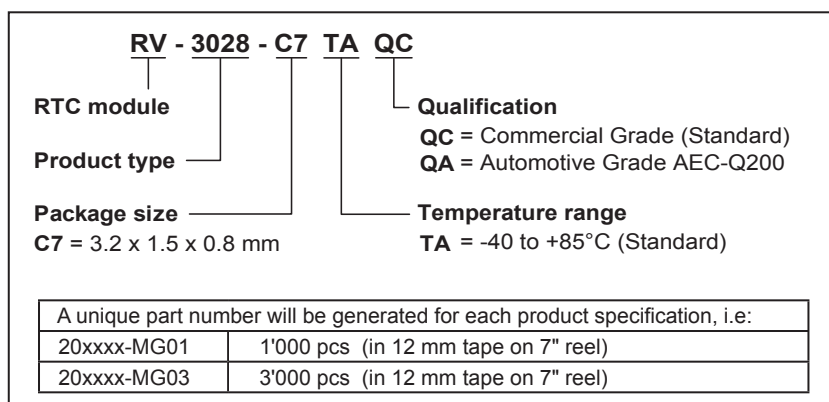 RV - 3028 - C7 TA QC
RTC module
Product type
Package size
C7 = 3.2 x 1.5 x 0.8 mm
Qualification
QC = Commercial Grade (Standard)
QA = Automotive Grade AEC-Q200
Temperature range
TA = -40 to +85°C (Standard)
A unique part number will be generated for each product specification, i.e:
20xxxx-MG01 1'000 pcs (in 12 mm tape on 7" reel)
20xxxx-MG03 3'000 pcs (in 12 mm tape on 7" reel)